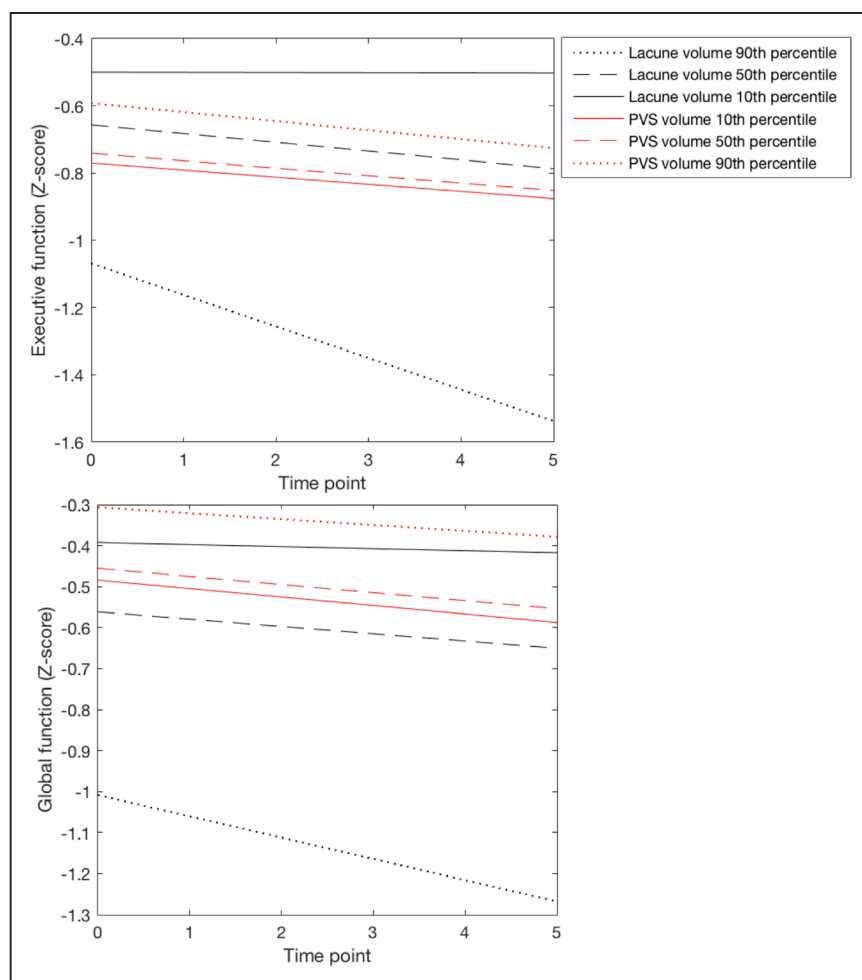 -0.4
-0.6
-0.8
-1
-1.2
-1.4
-1.6
Executive function (Z-score)
0 1 2 3 4 5
Time point
Lacune volume 90th percentile
Lacune volume 50th percentile
Lacune volume 10th percentile
PVS volume 10th percentile
PVS volume 50th percentile
PVS volume 90th percentile
-0.3
-0.4
-0.5
-0.6
-0.7
-0.8
-0.9
-1
-1.1
-1.2
-1.3
Global function (Z-score)
0 1 2 3 4 5
Time point